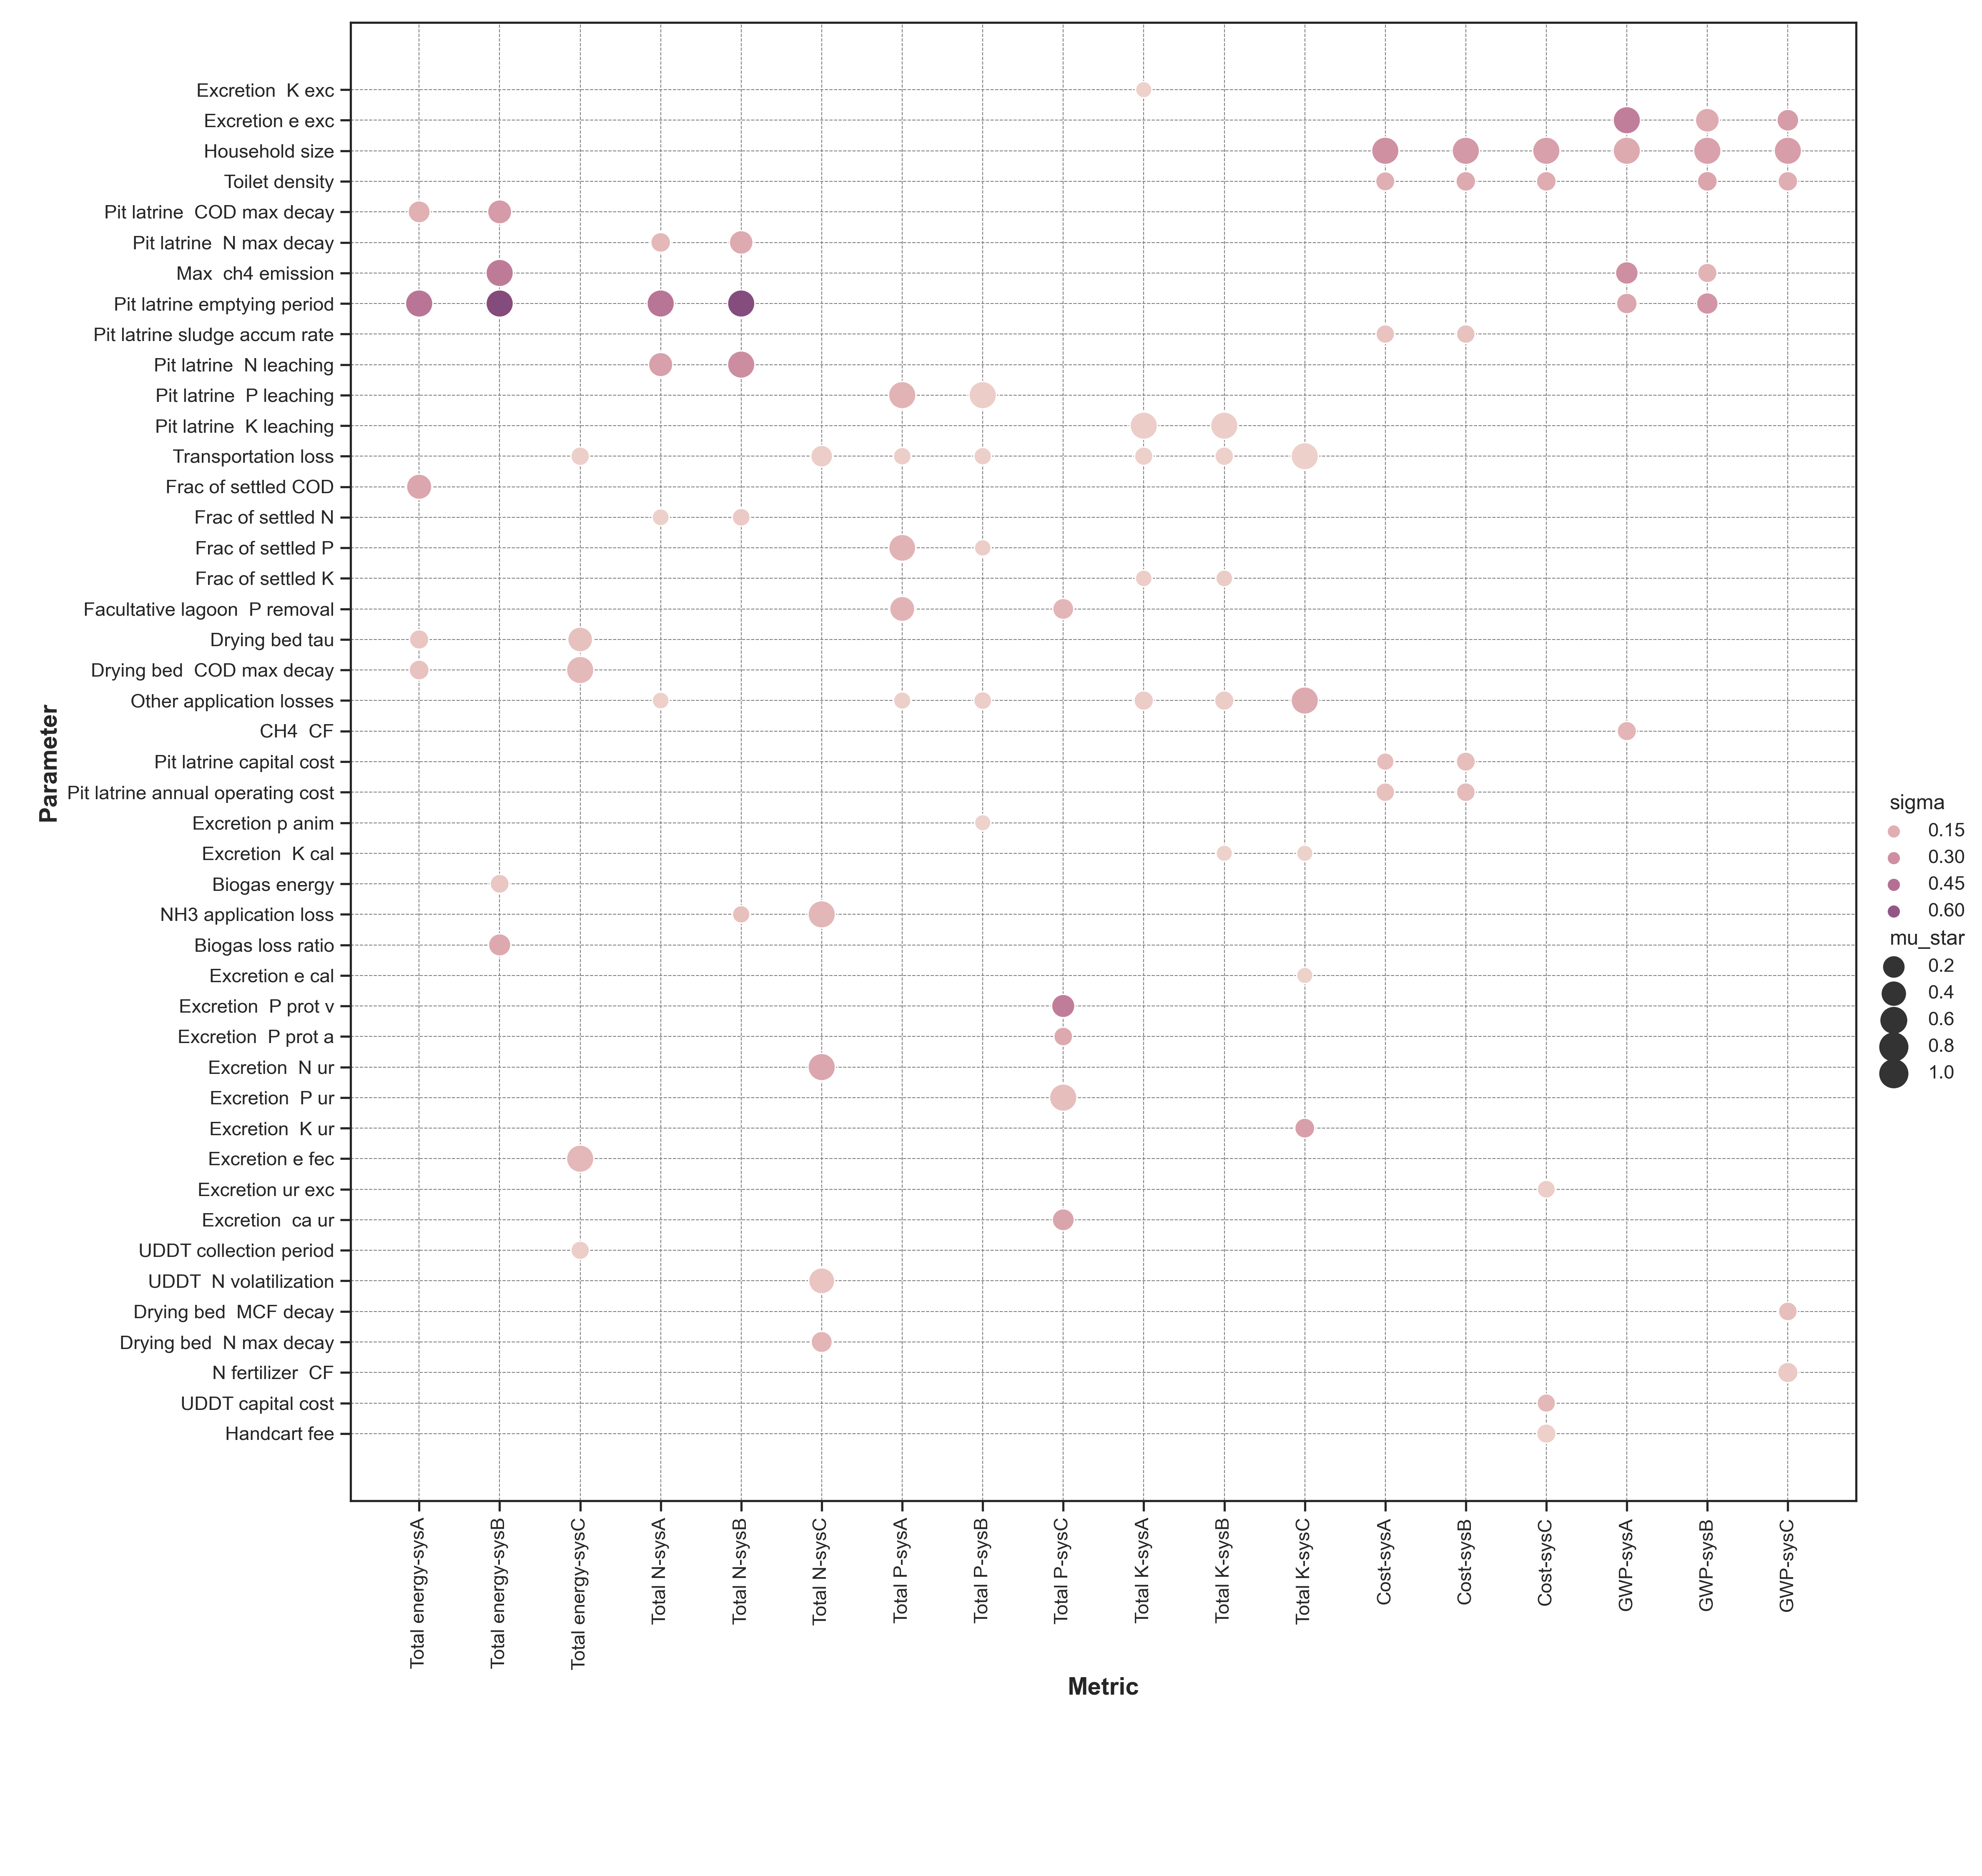 Excretion  K exc
Excretion e exc
Household size
Toilet density
Pit latrine  COD max decay
Pit latrine  N max decay
Max  ch4 emission
Pit latrine emptying period
Pit latrine sludge accum rate
Pit latrine  N leaching
Pit latrine  P leaching
Pit latrine  K leaching
Transportation loss
Frac of settled COD
Frac of settled N
Frac of settled P
Frac of settled K
Facultative lagoon  P removal
Drying bed tau
Drying bed  COD max decay
Other application losses
CH4  CF
Pit latrine capital cost
Pit latrine annual operating cost
Excretion p anim
Excretion  K cal
Biogas energy
NH3 application loss
Biogas loss ratio
Excretion e cal
Excretion  P prot v
Excretion  P prot a
Excretion  N ur
Excretion  P ur
Excretion  K ur
Excretion e fec
Excretion ur exc
Excretion  ca ur
UDDT collection period
UDDT  N volatilization
Drying bed  MCF decay
Drying bed  N max decay
N fertilizer  CF
UDDT capital cost
Handcart fee
Parameter
Total energy-sysA
Total energy-sysB
Total energy-sysC
Total N-sysA
Total N-sysB
Total N-sysC
Total P-sysA
Total P-sysB
Total P-sysC
Total K-sysA
Total K-sysB
Total K-sysC
Cost-sysA
Cost-sysB
Cost-sysC
GWP-sysA
GWP-sysB
GWP-sysC
Metric
sigma
0.15
0.30
0.45
0.60
mu_star
0.2
0.4
0.6
0.8
1.0